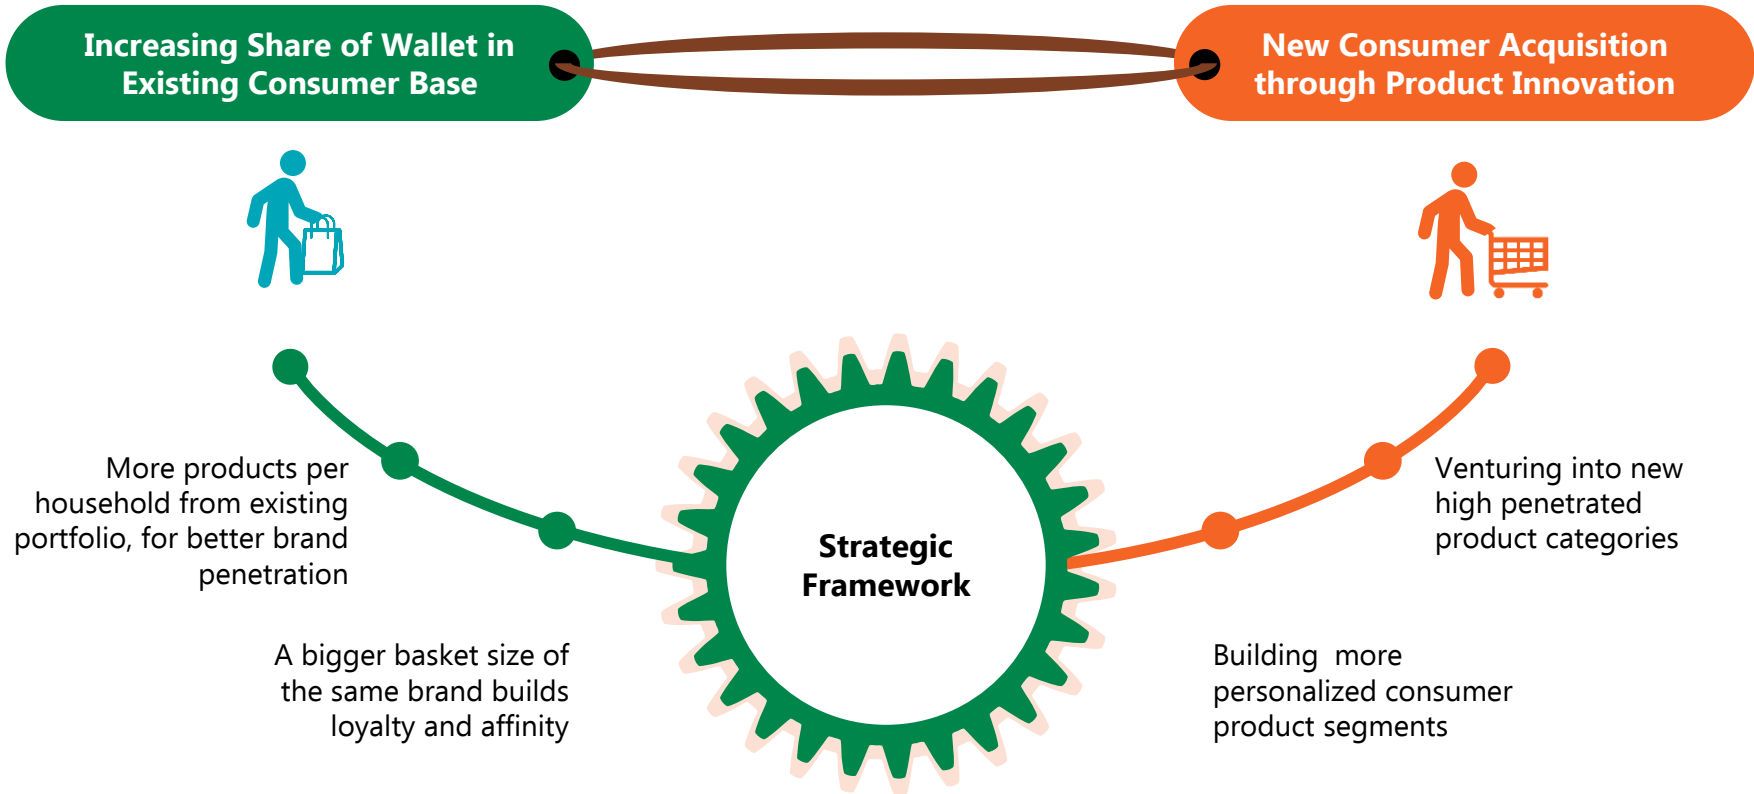 Increasing Share of Wallet in
Existing Consumer Base
New Consumer Acquisition
through Product Innovation
More products per
household from existing
portfolio, for better brand
penetration
A bigger basket size of
the same brand builds
loyalty and affinity
Strategic
Framework
Venturing into new
high penetrated
product categories
Building  more
personalized consumer
product segments